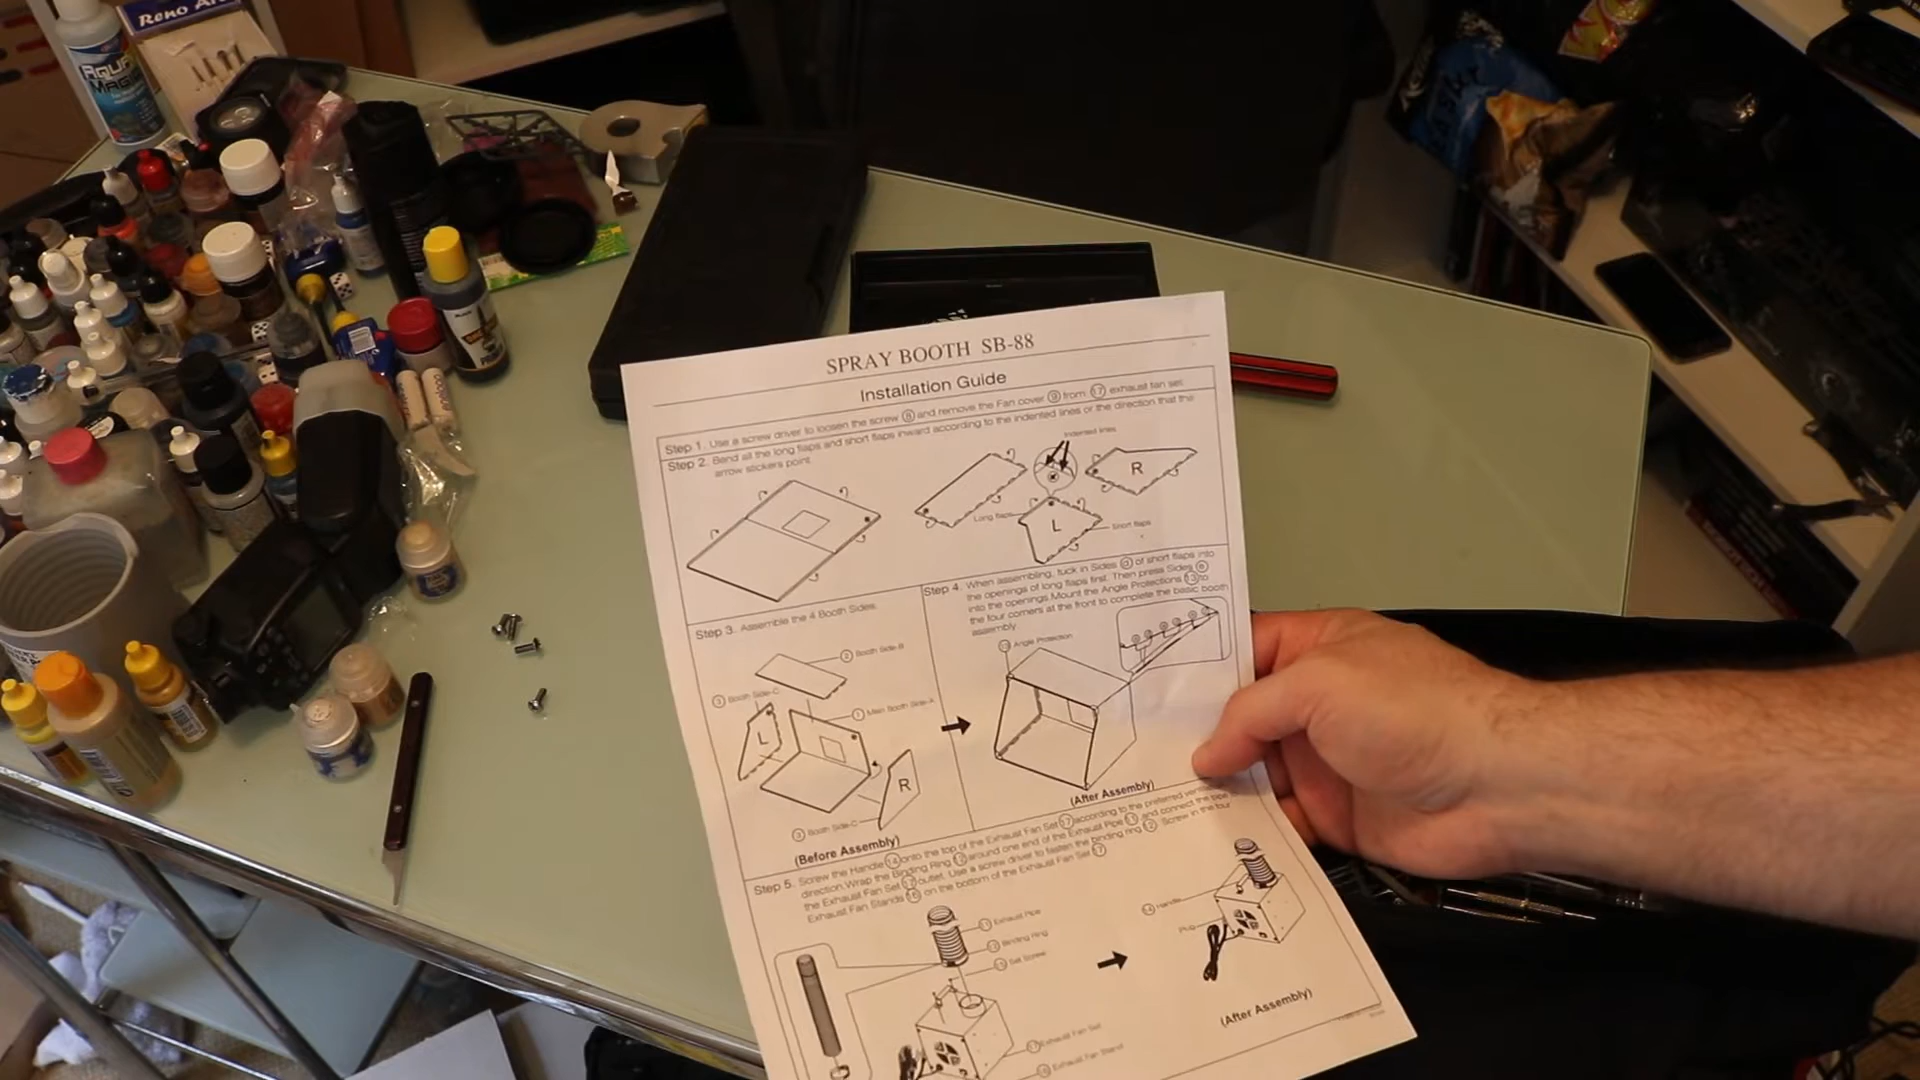 Reno Art
AQUA
MAGIC
SPRAY BOOTH SB-88
Installation Guide
Step 1. Use a screw driver to loosen the screw ⑧ and remove the Fan cover ⑨ from ⑰ exhaust fan set.
Step 2. Bend all the long flaps and short flaps inward according to the indented lines or the direction that the
arrow stickers point.
Indented lines
R
Long flaps
L
Short flaps
Step 3. Assemble the 4 Booth Sides.
② Booth Side-B
③ Booth Side-C
① Main Booth Side-A
L
R
③ Booth Side-C
(Before Assembly)
Step 4. When assembling, tuck in Sides ⓓ of short flaps into
the openings of long flaps first. Then press Sides ⓔ
into the openings. Mount the Angle Protections ⑬ to
the four corners at the front to complete the basic booth
assembly.
⑬ Angle Protection
(After Assembly)
Step 5. Screw the Handle ⑭ onto the top of the Exhaust Fan Set ⑰ according to the preferred
direction. Wrap the Binding Ring ⑫ around one end of the Exhaust Pipe ⑪ and connect the pipe
the Exhaust Fan Set ⑰ outlet. Use a screw driver to fasten the binding ring ⑫. Screw in the four
Exhaust Fan Stands ⑯ on the bottom of the Exhaust Fan Set ⑰
⑪ Exhaust Pipe
⑫ Binding Ring
⑮ Set Screw
⑰ Exhaust Fan Set
⑯ Exhaust Fan Stand
⑭ Handle
Plug
(After Assembly)